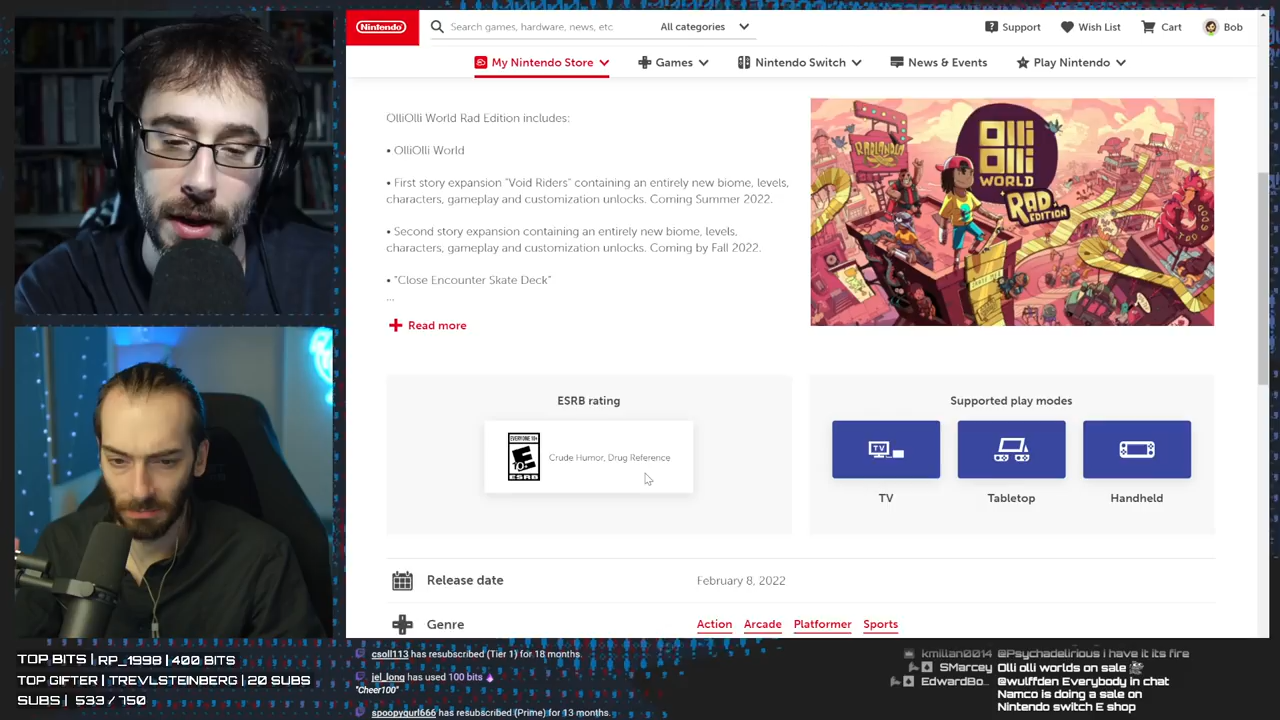 Nintendo
Search games, hardware, news, etc
All categories
Support
Wish List
Cart
Bob
My Nintendo Store
Games
Nintendo Switch
News & Events
Play Nintendo
OlliOlli World Rad Edition includes:
• OlliOlli World
• First story expansion "Void Riders" containing an entirely new biome, levels,
characters, gameplay and customization unlocks. Coming Summer 2022.
• Second story expansion containing an entirely new biome, levels,
characters, gameplay and customization unlocks. Coming by Fall 2022.
• "Close Encounter Skate Deck"
...
Read more
RADLANDIA
Olli
Olli
WORLD
RAD
EDITION
ESRB rating
EVERYONE 10+
E
10+
ESRB
Crude Humor, Drug Reference
Supported play modes
TV
TV
Tabletop
Handheld
Release date
February 8, 2022
Genre
Action
Arcade
Platformer
Sports
TOP BITS | RP_1998 | 400 BITS
TOP GIFTER | TREVLSTEINBERG | 20 SUBS
SUBS | 533 / 750
csoll113 has resubscribed (Tier 1) for 18 months.
jel_long has used 100 bits
"Cheer100"
spoopygurl666 has resubscribed (Prime) for 13 months.
kmillan0014 @Psychadelirious i have it its fire
SMarcey Olli olli worlds on sale
@wulffden Everybody in chat
EdwardBo... Namco is doing a sale on
Nintendo switch E shop